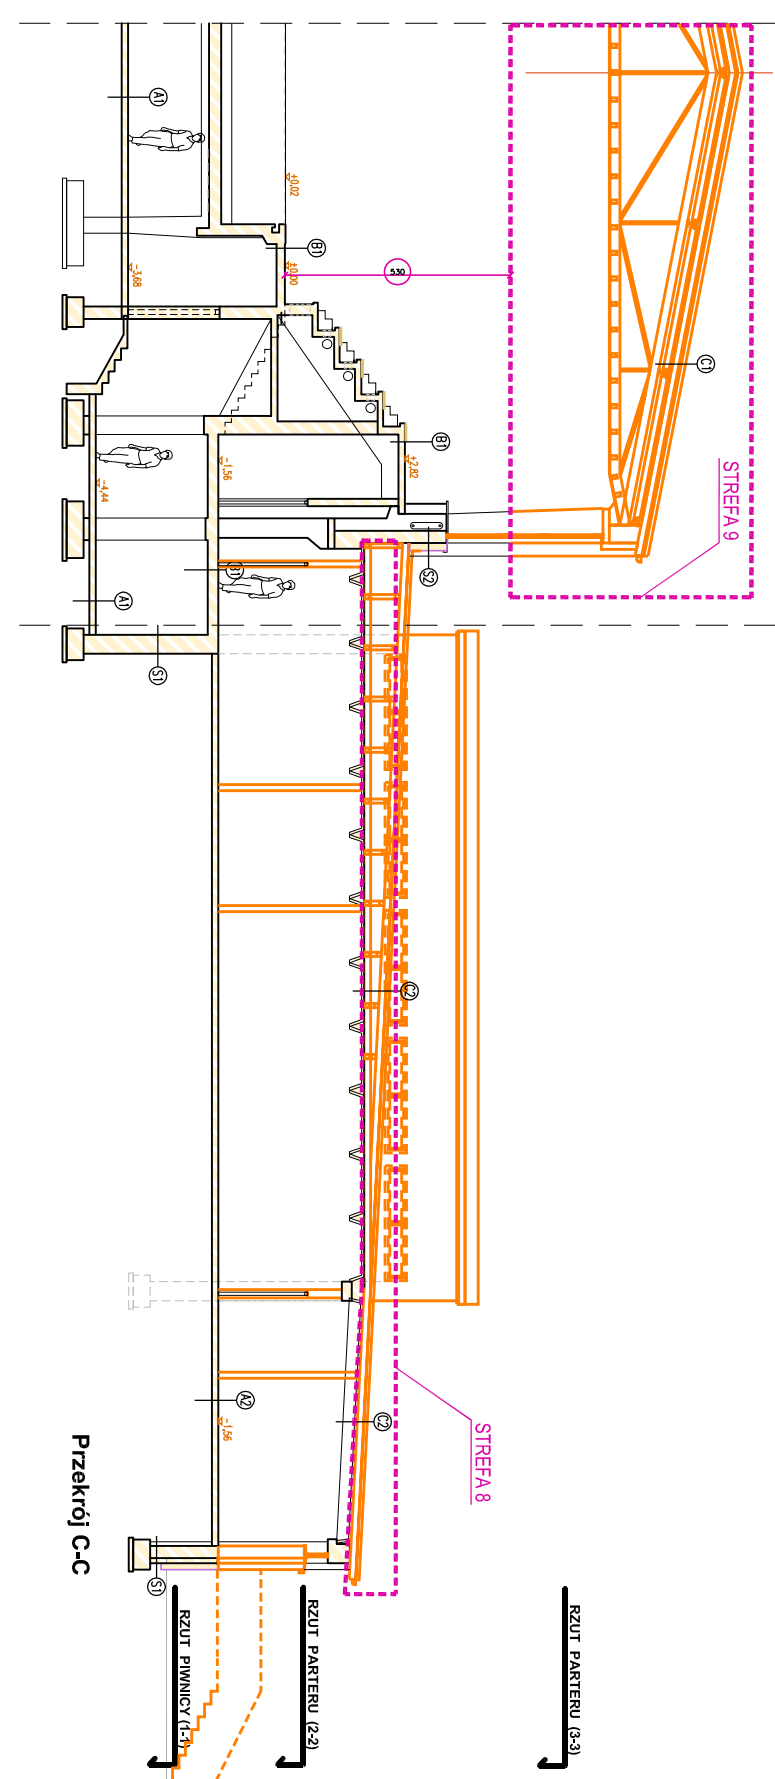 STREFA 9
C1
530
A1
±0,02
B1
±0,00
-3,68
B1
+2,82
-1,56
-4,44
S2
B1
A1
S1
C2
A2
-1,56
C2
STREFA 8
S1
Przekrój C-C
RZUT PARTERU (3-3)
RZUT PARTERU (2-2)
RZUT PIWNICY (1-1)